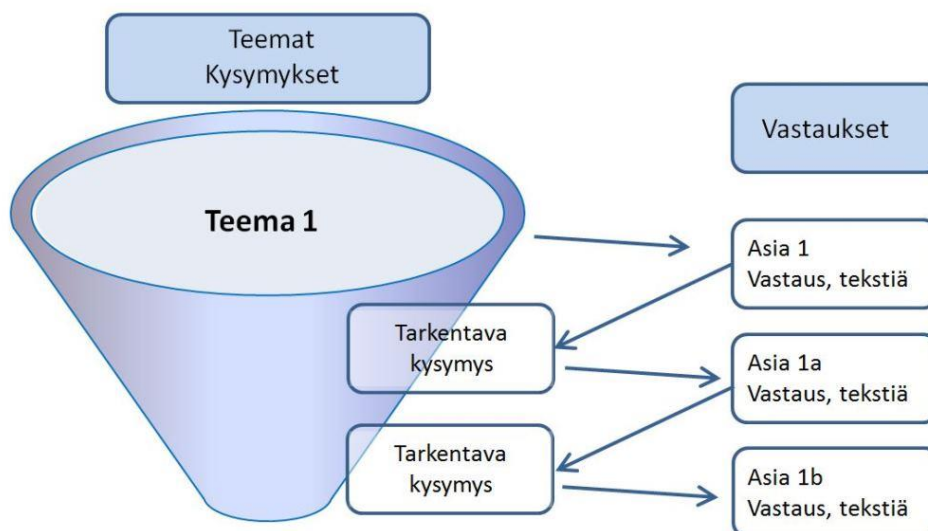 Teemat
Kysymykset
Vastaukset
Teema 1
Asia 1
Vastaus, tekstiä
Tarkentava
kysymys
Asia 1a
Vastaus, tekstiä
Tarkentava
kysymys
Asia 1b
Vastaus, tekstiä